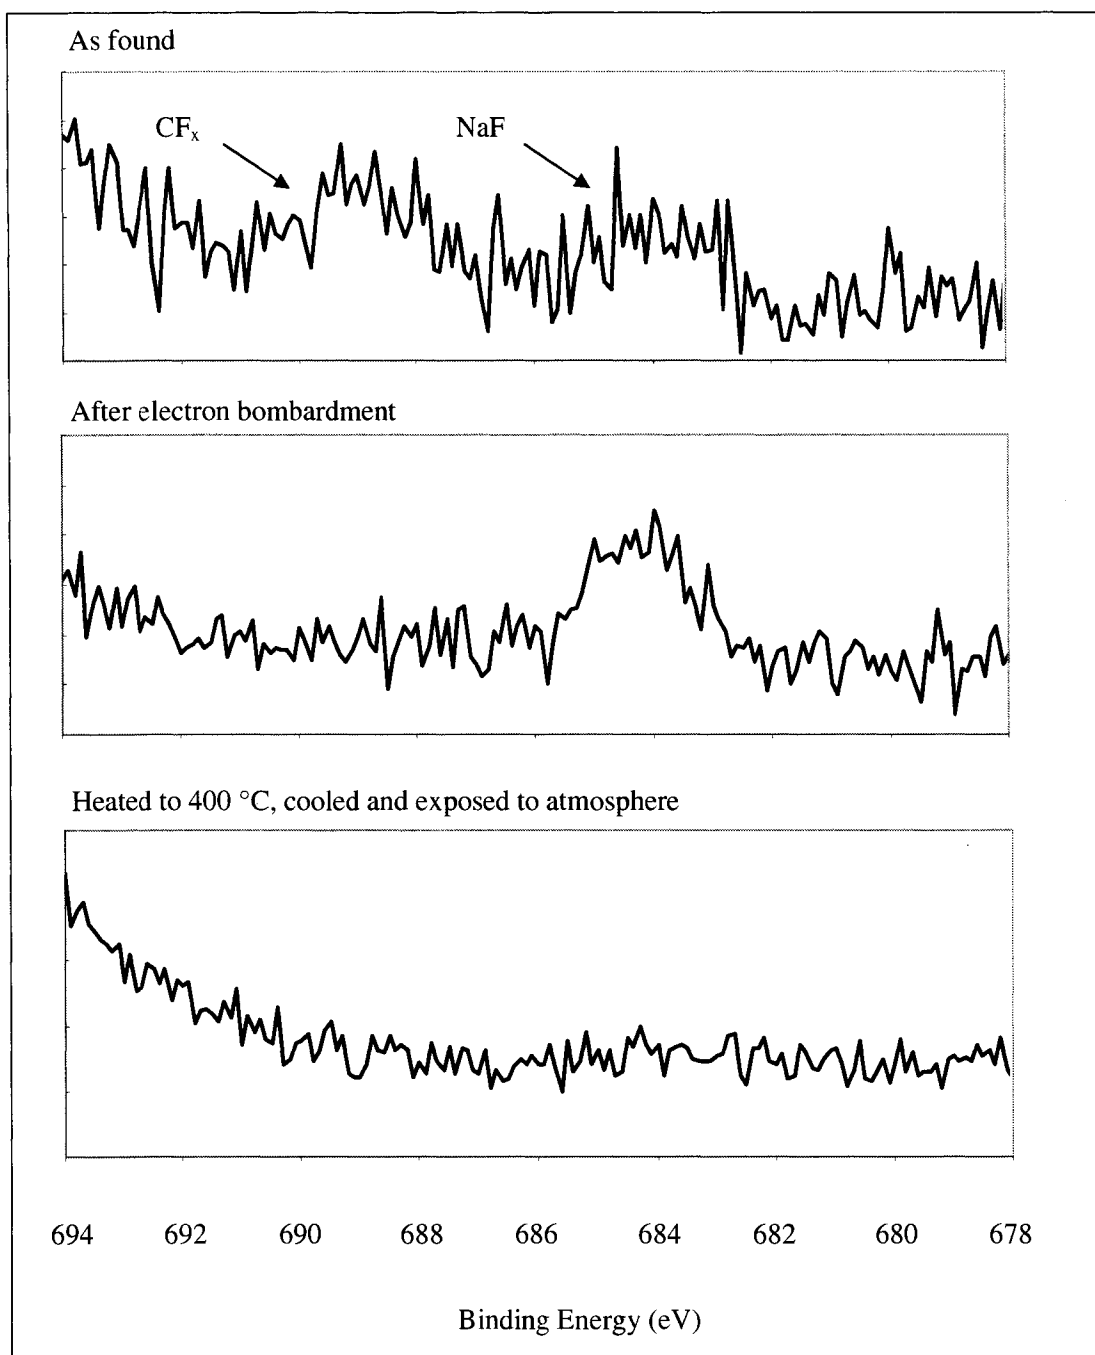 As found
CFₓ NaF
After electron bombardment
Heated to 400 °C, cooled and exposed to atmosphere
694 692 690 688 686 684 682 680 678
Binding Energy (eV)